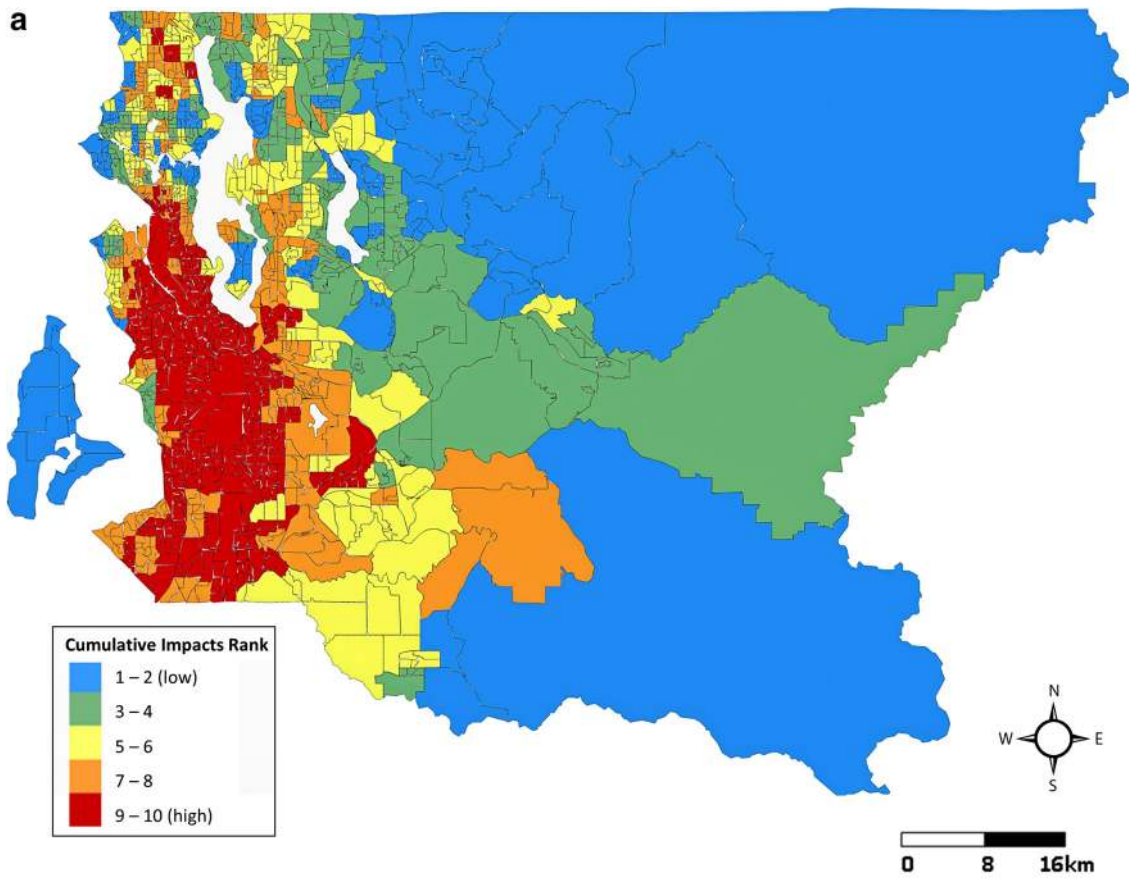 a
Cumulative Impacts Rank
1 – 2 (low)
3 – 4
5 – 6
7 – 8
9 – 10 (high)
N
W E
S
0 8 16km